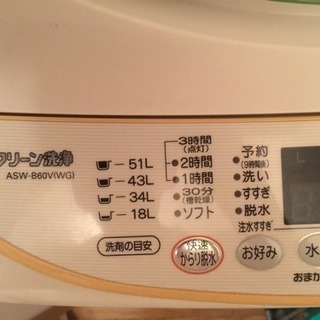 クリーン洗浄
ASW-B60V(WG)
51L
43L
34L
18L
洗剤の目安
3時間
(点灯)
2時間
1時間
30分
(槽乾燥)
ソフト
予約
(9時間後)
洗い
すすぎ
脱水
注水すすぎ
快速
からり脱水
お好み
水
おまか